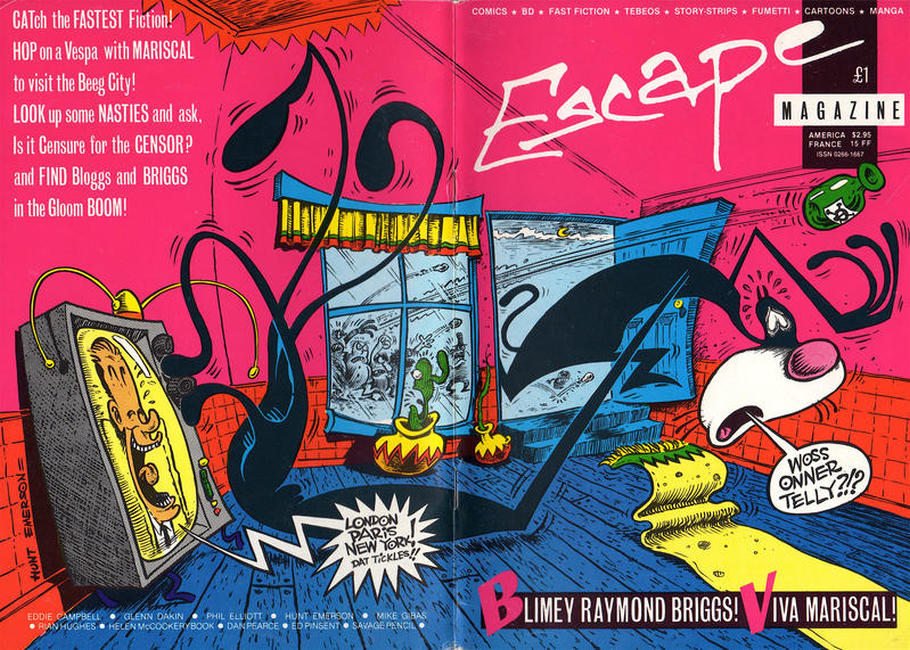 CATch the FASTEST Fiction!
HOP on a Vespa with MARISCAL
to visit the Beeg City!
LOOK up some NASTIES and ask,
Is it Censure for the CENSOR?
and FIND Bloggs and BRIGGS
in the Gloom BOOM!
COMICS ★ BD ★ FAST FICTION ★ TEBEOS ★ STORY-STRIPS ★ FUMETTI ★ CARTOONS ★ MANGA
Escape
£1
MAGAZINE
AMERICA $2.95
FRANCE 15 FF
ISSN 0266-1667
WOSS
ONNER
TELLY?!?
LONDON
PARIS
NEW YORK!
DAT TICKLES!!
HUNT EMERSON
BLIMEY RAYMOND BRIGGS! VIVA MARISCAL!
EDDIE CAMPBELL ● GLENN DAKIN ● PHIL ELLIOTT ● HUNT EMERSON ● MIKE GIBAS
● RIAN HUGHES ● HELEN McCOOKERYBOOK ● DAN PEARCE ● ED PINSENT ● SAVAGE PENCIL ●